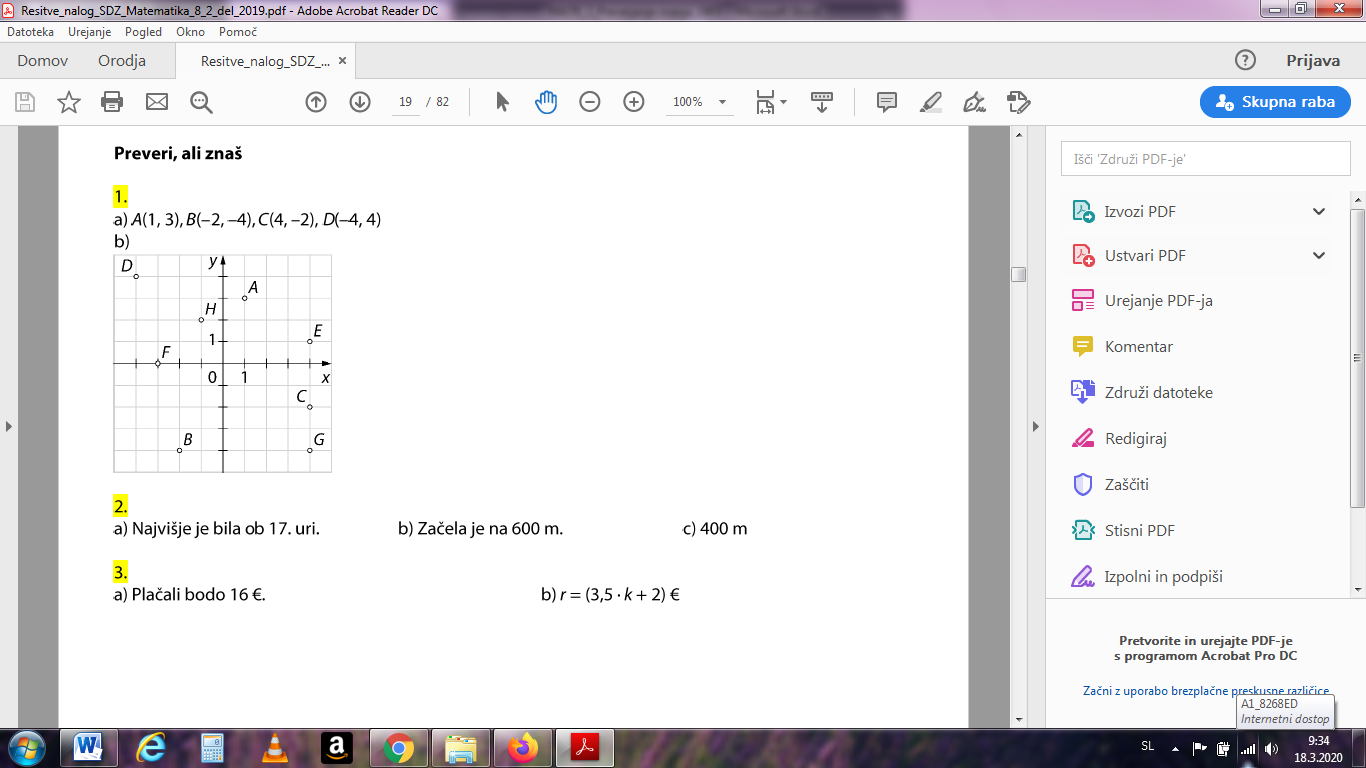 Resitve_nalog_SDZ_Matematika_8_2_del_2019.pdf - Adobe Acrobat Reader DC
Datoteka Urejanje Pogled Okno Pomoč
Domov Orodja Resitve_nalog_SDZ_... × Prijava
19 / 82 100% Skupna raba
Preveri, ali znaš
1.
a) A(1, 3), B(–2, –4), C(4, –2), D(–4, 4)
b)
D y
A
H
1 E
F
0 1 x
C
B G
2.
a) Najvišje je bila ob 17. uri. b) Začela je na 600 m. c) 400 m
3.
a) Plačali bodo 16 €. b) r = (3,5 · k + 2) €
Išči 'Združi PDF-je'
Izvozi PDF
Ustvari PDF
Urejanje PDF-ja
Komentar
Združi datoteke
Redigiraj
Zaščiti
Stisni PDF
Izpolni in podpiši
Pretvorite in urejajte PDF-je
s programom Acrobat Pro DC
Začni z uporabo brezplačne preskusne različice
A1_8268ED
Internetni dostop
SL 9:34
18.3.2020